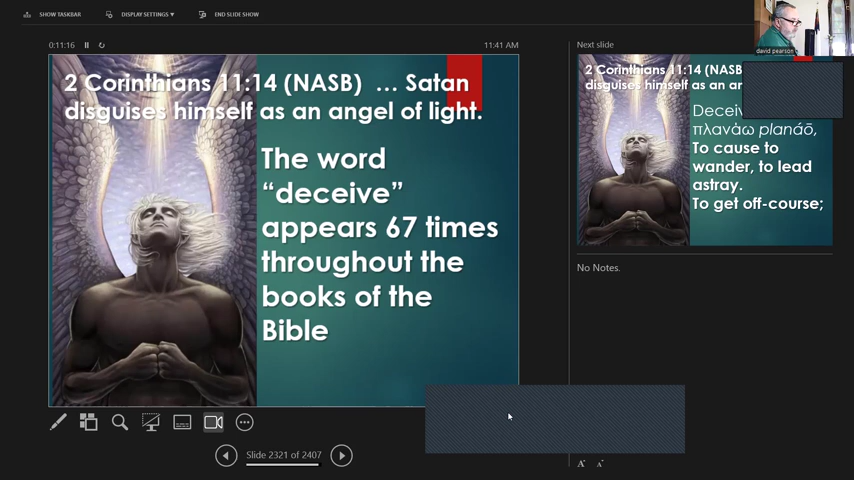 SHOW TASKBAR
DISPLAY SETTINGS
END SLIDE SHOW
0:11:16
11:41 AM
2 Corinthians 11:14 (NASB) … Satan
disguises himself as an angel of light.
The word
“deceive”
appears 67 times
throughout the
books of the
Bible
Slide 2321 of 2407
Next slide
2 Corinthians 11:14 (NASB
disguises himself as an
πλανάω planáō,
To cause to
wander, to lead
astray.
To get off-course;
No Notes.
david pearson